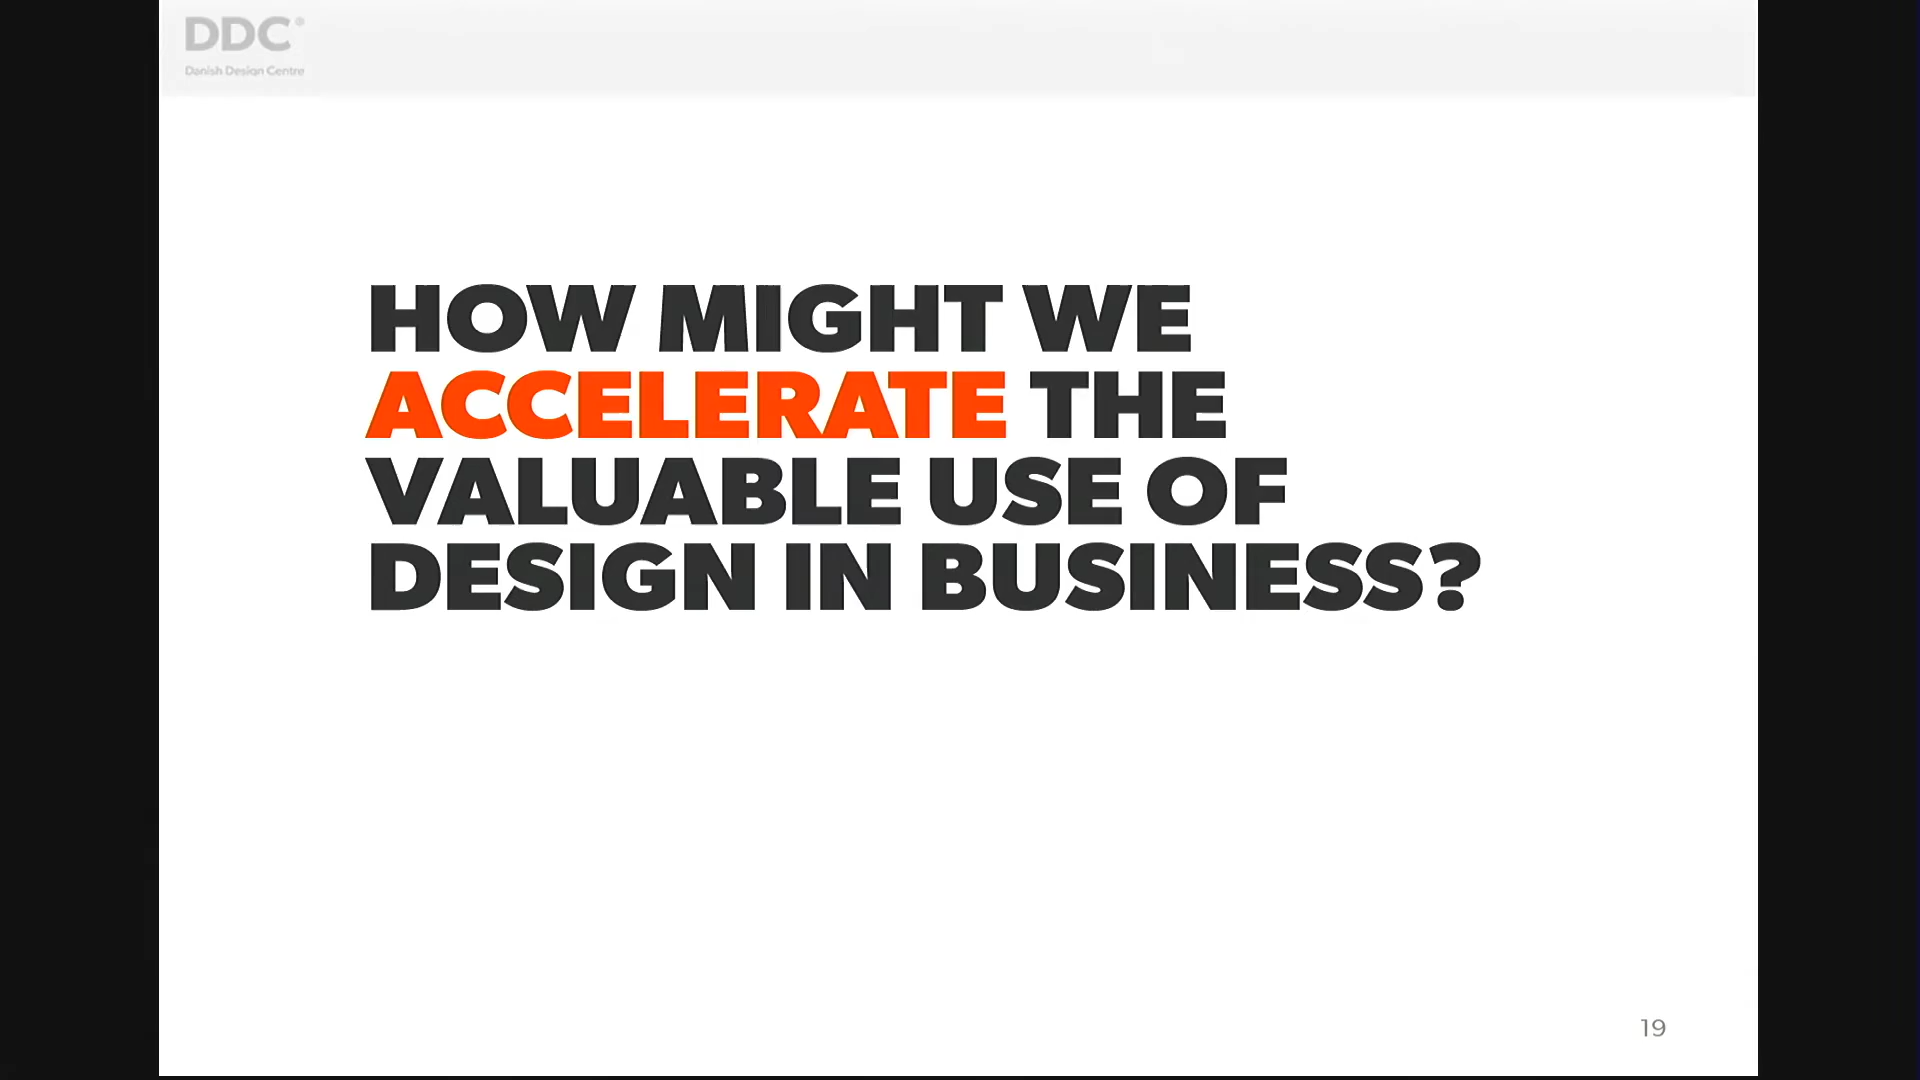 DDC
Danish Design Centre
HOW MIGHT WE
ACCELERATE THE
VALUABLE USE OF
DESIGN IN BUSINESS?
19